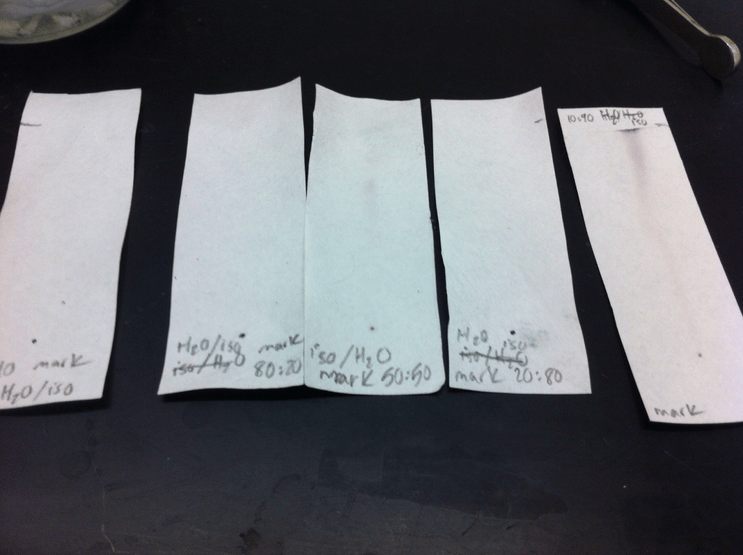 mark
H₂O/iso
H₂O/iso mark
iso/H₂O 80:20
iso/H₂O
mark 50:50
H₂O iso
iso/H₂O
mark 20:80
10:90 H₂O H₂O
iso
mark